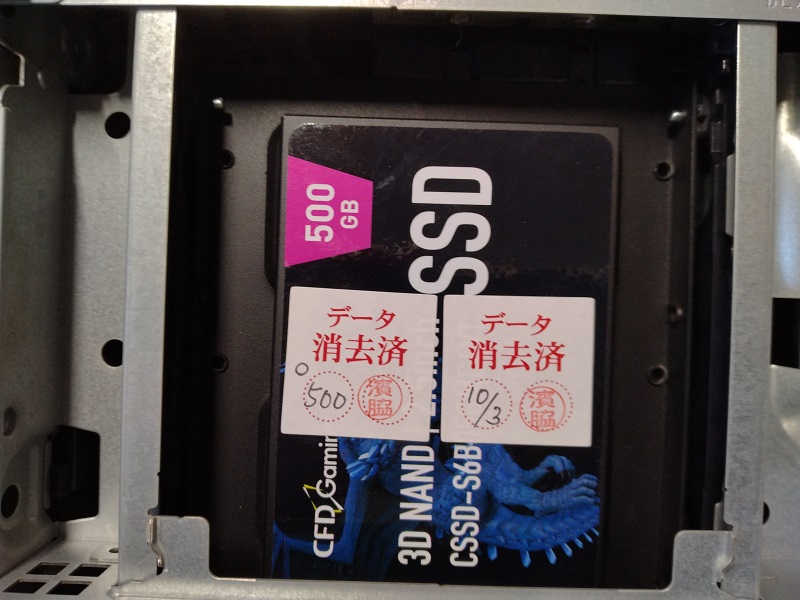 500
GB
SSD
3D NAND
CSSD-S6B
CFD Gaming
データ
消去済
500
濱脇
データ
消去済
10/3
濱脇